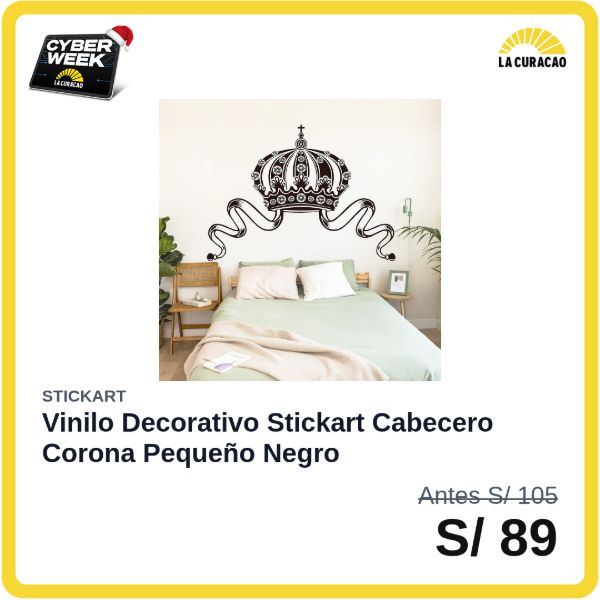 CYBER
WEEK
LA CURACAO
LA CURACAO
STICKART
Vinilo Decorativo Stickart Cabecero
Corona Pequeño Negro
Antes S/ 105
S/ 89